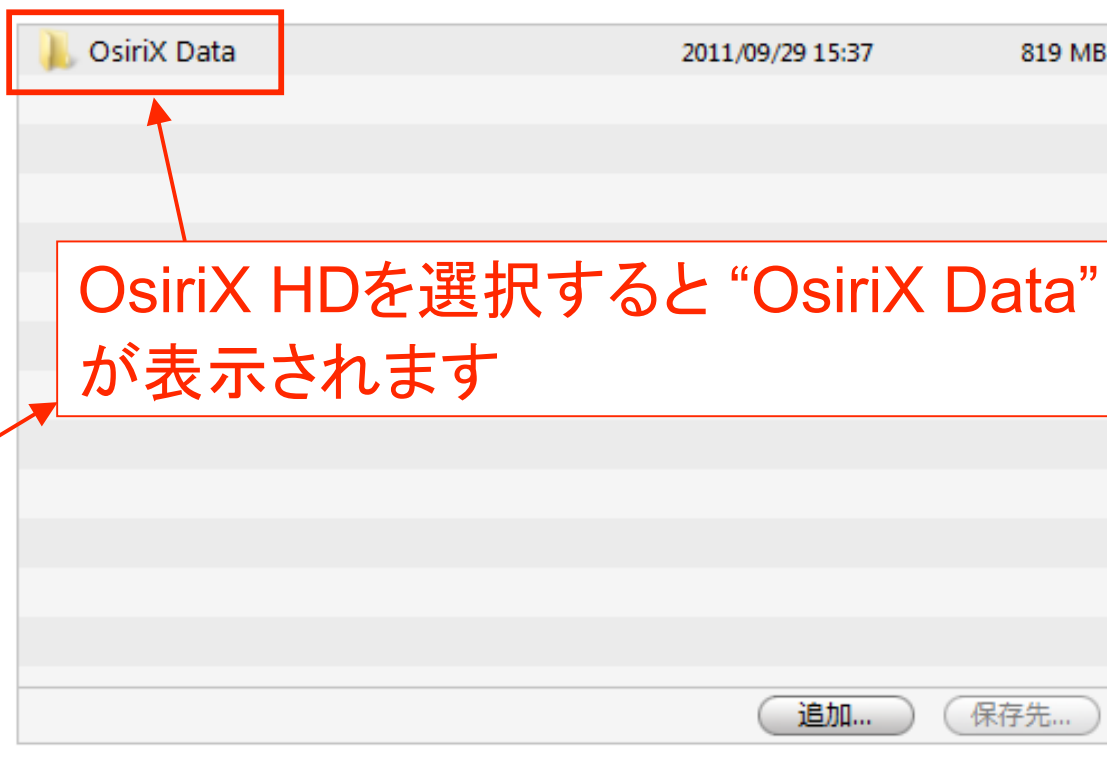 OsiriX Data 2011/09/29 15:37 819 MB
OsiriX HDを選択すると “OsiriX Data”
が表示されます
追加... 保存先...